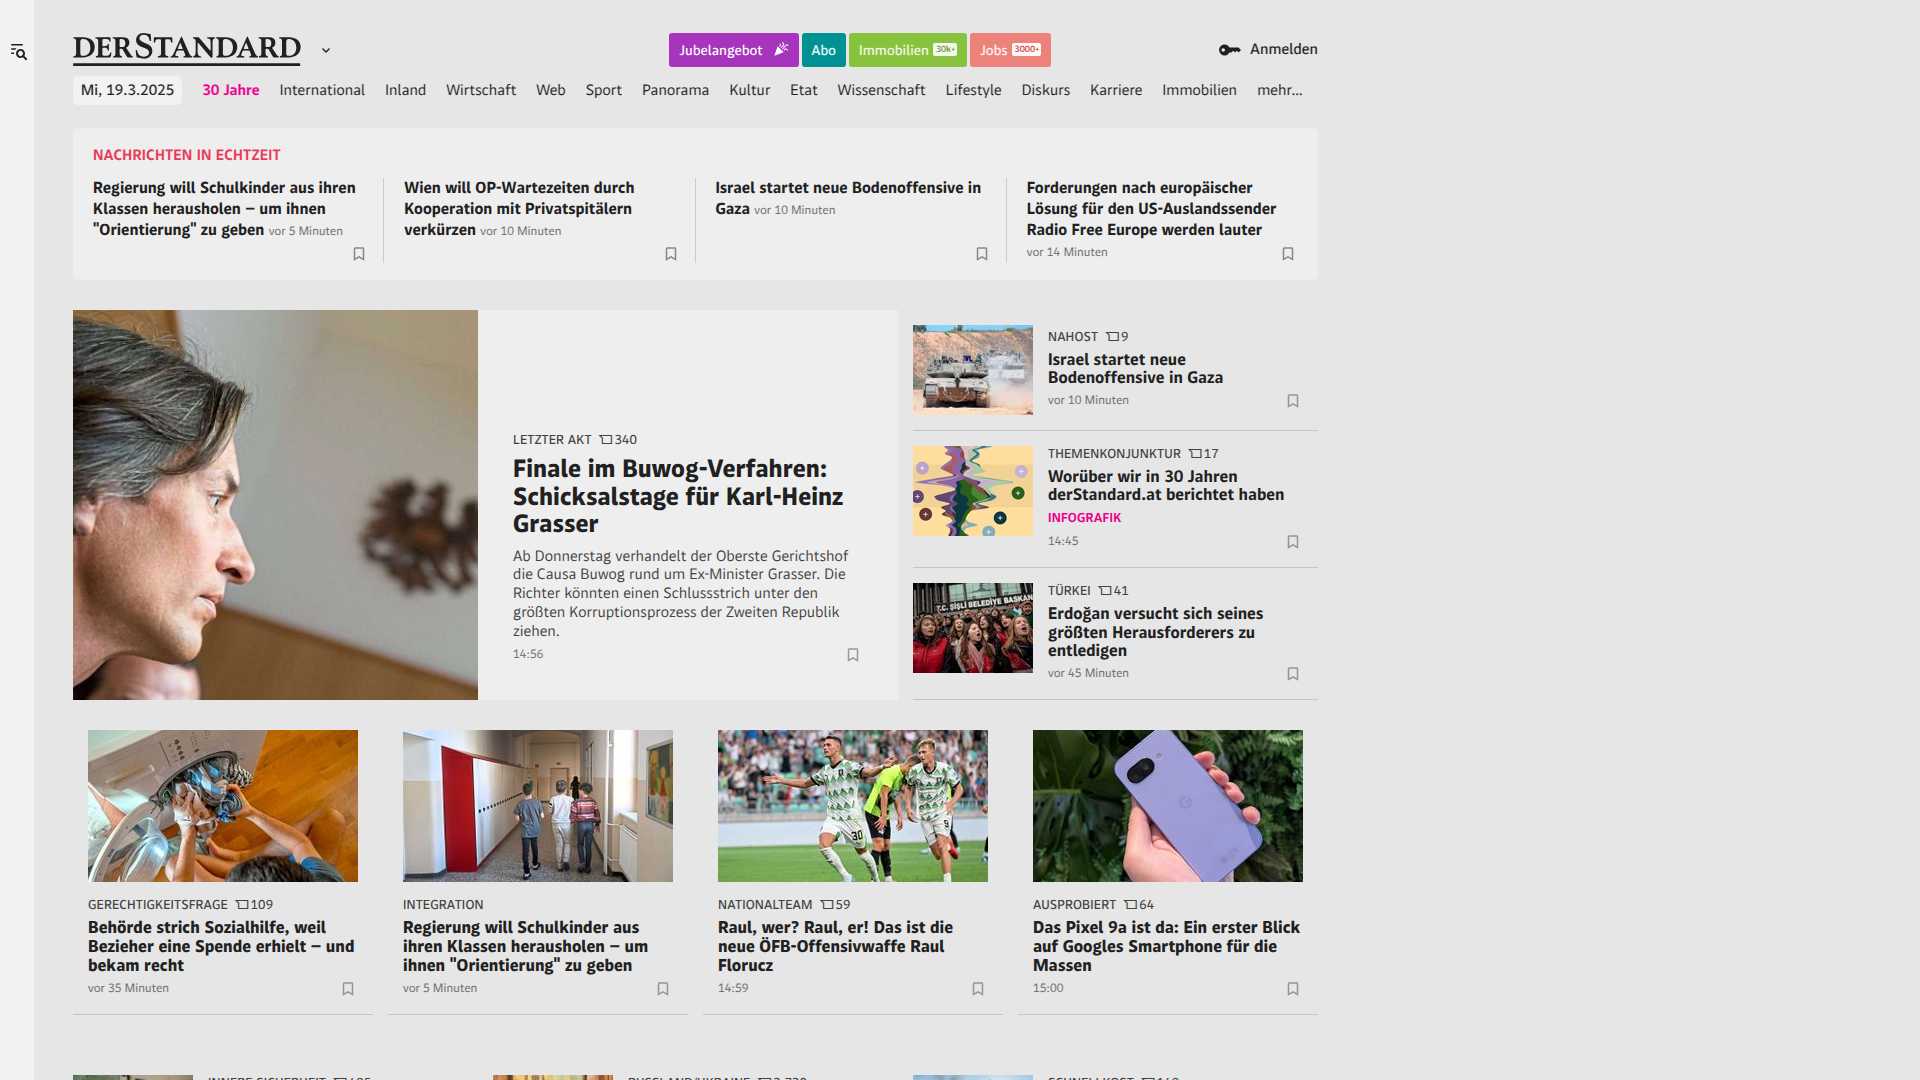 DERSTANDARD
Jubelangebot
Abo
Immobilien 30k+
Jobs 3000+
Anmelden
Mi, 19.3.2025
30 Jahre
International
Inland
Wirtschaft
Web
Sport
Panorama
Kultur
Etat
Wissenschaft
Lifestyle
Diskurs
Karriere
Immobilien
mehr...
NACHRICHTEN IN ECHTZEIT
Regierung will Schulkinder aus ihren
Klassen herausholen – um ihnen
"Orientierung" zu geben vor 5 Minuten
Wien will OP-Wartezeiten durch
Kooperation mit Privatspitälern
verkürzen vor 10 Minuten
Israel startet neue Bodenoffensive in
Gaza vor 10 Minuten
Forderungen nach europäischer
Lösung für den US-Auslandssender
Radio Free Europe werden lauter
vor 14 Minuten
LETZTER AKT 340
Finale im Buwog-Verfahren:
Schicksalstage für Karl-Heinz
Grasser
Ab Donnerstag verhandelt der Oberste Gerichtshof
die Causa Buwog rund um Ex-Minister Grasser. Die
Richter könnten einen Schlussstrich unter den
größten Korruptionsprozess der Zweiten Republik
ziehen.
14:56
NAHOST 9
Israel startet neue
Bodenoffensive in Gaza
vor 10 Minuten
THEMENKONJUNKTUR 17
Worüber wir in 30 Jahren
derStandard.at berichtet haben
INFOGRAFIK
14:45
T.C. ŞİŞLİ BELEDİYE BAŞKAN
TÜRKEI 41
Erdoğan versucht sich seines
größten Herausforderers zu
entledigen
vor 45 Minuten
GERECHTIGKEITSFRAGE 109
Behörde strich Sozialhilfe, weil
Bezieher eine Spende erhielt – und
bekam recht
vor 35 Minuten
INTEGRATION
Regierung will Schulkinder aus
ihren Klassen herausholen – um
ihnen "Orientierung" zu geben
vor 5 Minuten
30
9
NATIONALTEAM 59
Raul, wer? Raul, er! Das ist die
neue ÖFB-Offensivwaffe Raul
Florucz
14:59
AUSPROBIERT 64
Das Pixel 9a ist da: Ein erster Blick
auf Googles Smartphone für die
Massen
15:00